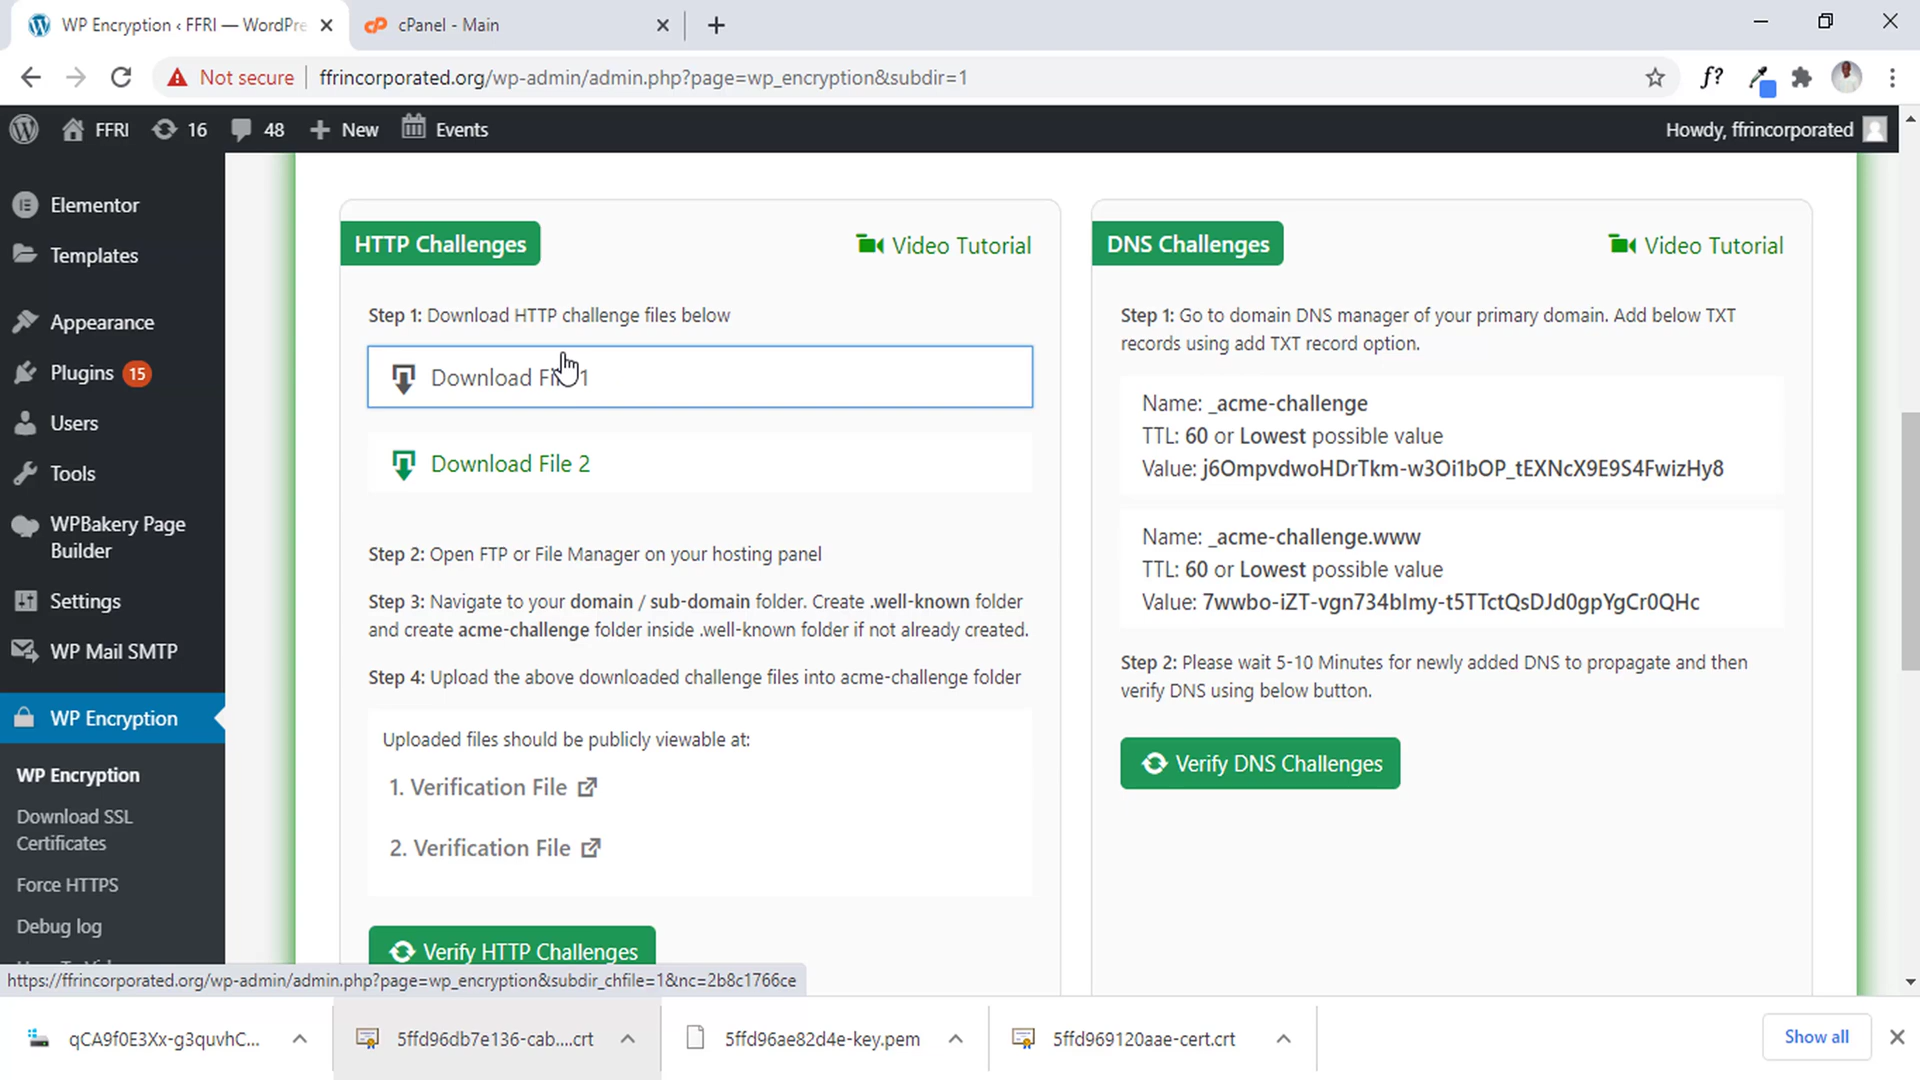 WP Encryption ‹ FFRI — WordPre
cPanel - Main
Not secure
ffrincorporated.org/wp-admin/admin.php?page=wp_encryption&subdir=1
f?
FFRI
16
48
New
Events
Howdy, ffrincorporated
Elementor
Templates
Appearance
Plugins 15
Users
Tools
WPBakery Page
Builder
Settings
WP Mail SMTP
WP Encryption
WP Encryption
Download SSL
Certificates
Force HTTPS
Debug log
HTTP Challenges
Video Tutorial
Step 1: Download HTTP challenge files below
Download File 1
Download File 2
Step 2: Open FTP or File Manager on your hosting panel
Step 3: Navigate to your domain / sub-domain folder. Create .well-known folder
and create acme-challenge folder inside .well-known folder if not already created.
Step 4: Upload the above downloaded challenge files into acme-challenge folder
Uploaded files should be publicly viewable at:
1. Verification File
2. Verification File
Verify HTTP Challenges
DNS Challenges
Video Tutorial
Step 1: Go to domain DNS manager of your primary domain. Add below TXT
records using add TXT record option.
Name: _acme-challenge
TTL: 60 or Lowest possible value
Value: j6OmpvdwoHDrTkm-w3Oi1bOP_tEXNcX9E9S4FwizHy8
Name: _acme-challenge.www
TTL: 60 or Lowest possible value
Value: 7wwbo-iZT-vgn734bImy-t5TTctQsDJd0gpYgCr0QHc
Step 2: Please wait 5-10 Minutes for newly added DNS to propagate and then
verify DNS using below button.
Verify DNS Challenges
https://ffrincorporated.org/wp-admin/admin.php?page=wp_encryption&subdir_chfile=1&nc=2b8c1766ce
qCA9f0E3Xx-g3quvhC...
5ffd96db7e136-cab....crt
5ffd96ae82d4e-key.pem
5ffd969120aae-cert.crt
Show all